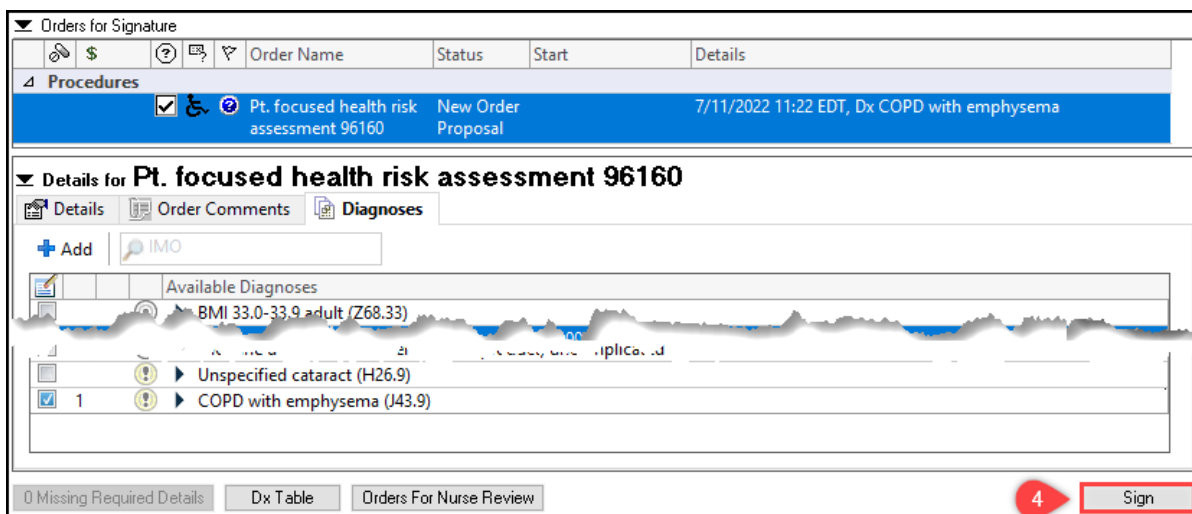 Orders for Signature
$ Order Name Status Start Details
Procedures
Pt. focused health risk New Order 7/11/2022 11:22 EDT, Dx COPD with emphysema
assessment 96160 Proposal
Details for Pt. focused health risk assessment 96160
Details Order Comments Diagnoses
Add IMO
Available Diagnoses
BMI 33.0-33.9 adult (Z68.33)
Unspecified cataract (H26.9)
1 COPD with emphysema (J43.9)
0 Missing Required Details Dx Table Orders For Nurse Review 4 Sign